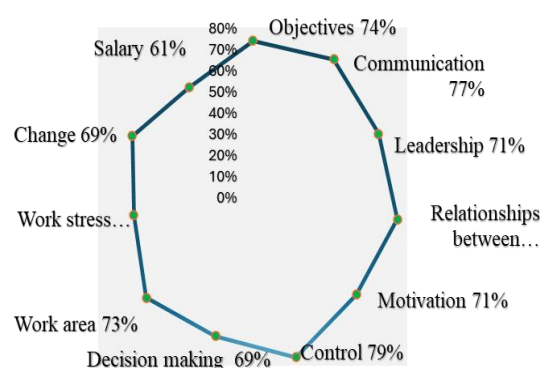 80%
70%
60%
50%
40%
30%
20%
10%
0%
Objectives 74%
Communication
77%
Leadership 71%
Relationships
between…
Motivation 71%
Control 79%
Decision making 69%
Work area 73%
Work stress…
Change 69%
Salary 61%